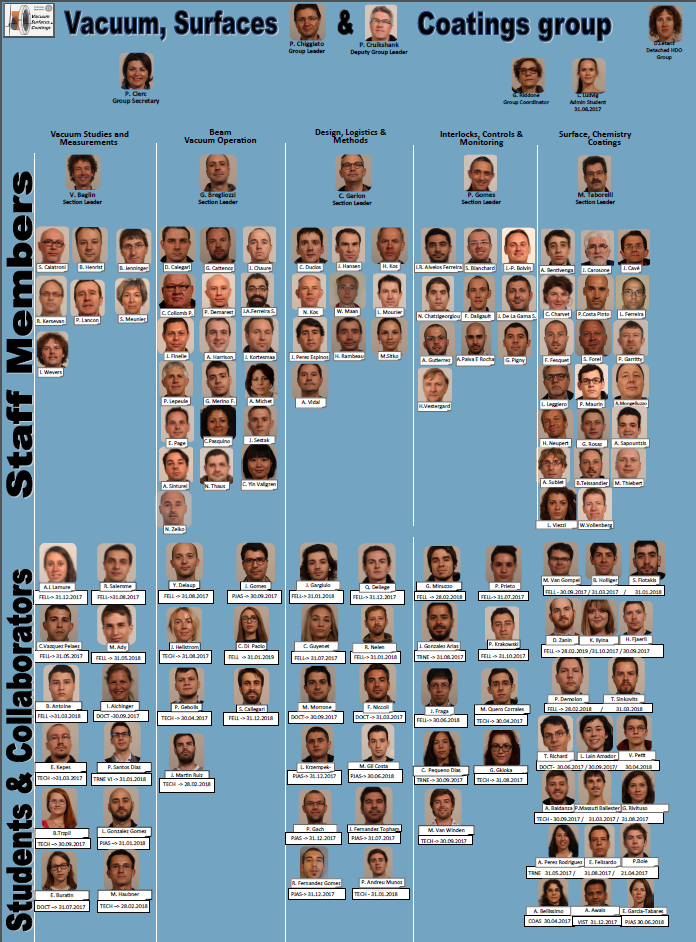 Vacuum
Surfaces
Coatings
Vacuum, Surfaces & Coatings group
P. Chiggiato
Group Leader
P. Cruikshank
Deputy Group Leader
Detached HDO
Group
P. Clerc
Group Secretary
G. Riddone
Group Coordinator
C. Ludwig
Admin Student
31.08.2017
Staff Members
Vacuum Studies and
Measurements
Beam
Vacuum Operation
Design, Logistics &
Methods
Interlocks, Controls &
Monitoring
Surface, Chemistry
Coatings
V. Baglin
Section Leader
G. Bregliozzi
Section Leader
C. Garion
Section Leader
P. Gomes
Section Leader
M. Taborelli
Section Leader
S. Calatroni
B. Henrist
B. Jenninger
R. Kersevan
P. Lancon
S. Meunier
I. Wevers
D. Calegari
G. Cattenoz
J. Chaure
C. Collomb P.
P. Demarest
J.A.Ferreira S.
J. Finelle
A. Harrison
J. Kortesmaa
P. Lepeule
G. Merino F.
A. Michet
E. Page
C.Pasquino
J. Sestak
A. Sinturel
N. Thaus
C. Yin Vallgren
N. Zelko
C. Duclos
J. Hansen
H. Kos
N. Kos
W. Maan
L. Mourier
J. Perez Espinos
H. Rambeau
M.Sitko
A. Vidal
J.R. Alvelos Ferreira
S. Blanchard
J.-P. Boivin
N. Chatzigeorgiou
F. Daligault
J. De La Gama S.
A. Gutierrez
A.Paiva E Rocha
G. Pigny
H.Vestergard
A. Bentivenga
J. Carosone
J. Cavé
C. Charvet
P.Costa Pinto
L. Ferreira
F. Fesquet
S. Forel
P. Garritty
L. Leggiero
P. Maurin
A.Mongelluzzo
H. Neupert
G. Rosaz
A. Sapountzis
A. Sublet
B.Teissandier
M. Thiebert
L. Viezzi
W.Vollenberg
Students & Collaborators
A.I. Lamure
R. Salemme
FELL-> 31.12.2017
FELL->31.08.2017
C.Vazquez Pelaez
M. Ady
FELL-> 31.05.2017
FELL -> 31.05.2018
B. Antoine
I. Aichinger
FELL ->31.03.2018
DOCT ->30.09.2017
E. Kepes
P. Santos Diaz
TECH ->31.03.2017
TRNE VI -> 31.01.2018
B.Trzpil
L. Gonzalez Gomez
TECH -> 30.09.2017
PJAS ->31.01.2018
E. Buratin
M. Haubner
DOCT -> 31.07.2017
TECH -> 28.02.2018
Y. Delaup
J. Gomes
FELL -> 31.08.2017
PJAS -> 30.09.2017
J. Hellstrom
C. Di Paolo
TECH -> 31.08.2017
FELL -> 31.01.2019
P. Gebolis
S. Callegari
TECH -> 30.04.2017
FELL -> 31.12.2018
J. Martin Ruiz
TECH -> 28.02.2018
J. Gargiulo
Q. Deliege
FELL-> 31.01.2018
FELL->31.12.2017
C. Guyenet
R. Nelen
FELL->31.07.2017
FELL->31.01.2018
M. Morrone
F. Niccoli
DOCT->30.09.2017
DOCT ->31.03.2017
L. Krzempek
M. Gil Costa
PJAS->31.12.2017
PJAS->30.06.2018
P. Gach
J. Fernandez Topham
PJAS -> 31.12.2017
PJAS->31.07.2017
R. Fernandez Gomez
P. Andreu Munoz
PJAS->31.12.2017
TECH - 31.01.2018
G. Minuzzo
P. Prieto
FELL -> 28.02.2018
FELL->31.07.2017
J. Gonzalez Arias
P. Krakowski
TRNE -> 31.08.2017
FELL -> 31.10.2017
J. Fraga
M. Quero Corrales
FELL->30.06.2018
TECH-> 30.04.2017
C. Pequeno Dias
G. Gkioka
TRNE-> 30.09.2017
TECH -> 31.08.2017
M. Van Winden
TECH ->30.09.2017
M. Van Gompel
B. Holliger
S. Fiotakis
FELL -30.09.2017 /31.03.2017 / 31.01.2018
D. Zanin
K. Ilyina
H. Fjaerli
FELL -> 28.02.2019 /31.10.2017 /30.09.2017
P. Demolon
T. Sinkovits
FELL -> 28.02.2018 / 31.03.2018
T. Richard
L. Lain Amador
V. Petit
DOCT- 30.06.2017 / 30.09.2017/ 30.04.2018
A. Baldanza
P.Massuti Ballester
G. Rivituso
TECH - 30.09.2017 / 31.03.2017 / 31.08.2017
A. Perez Rodrigues
E. Felizardo
P.Bole
TRNE 31.05.2017 / 31.08.2017 / 21.04.2017
A. Bellissimo
A. Awais
E. Garcia-Tabares
COAS 30.04.2017
VIST 31.12.2017
PJAS 30.06.2018